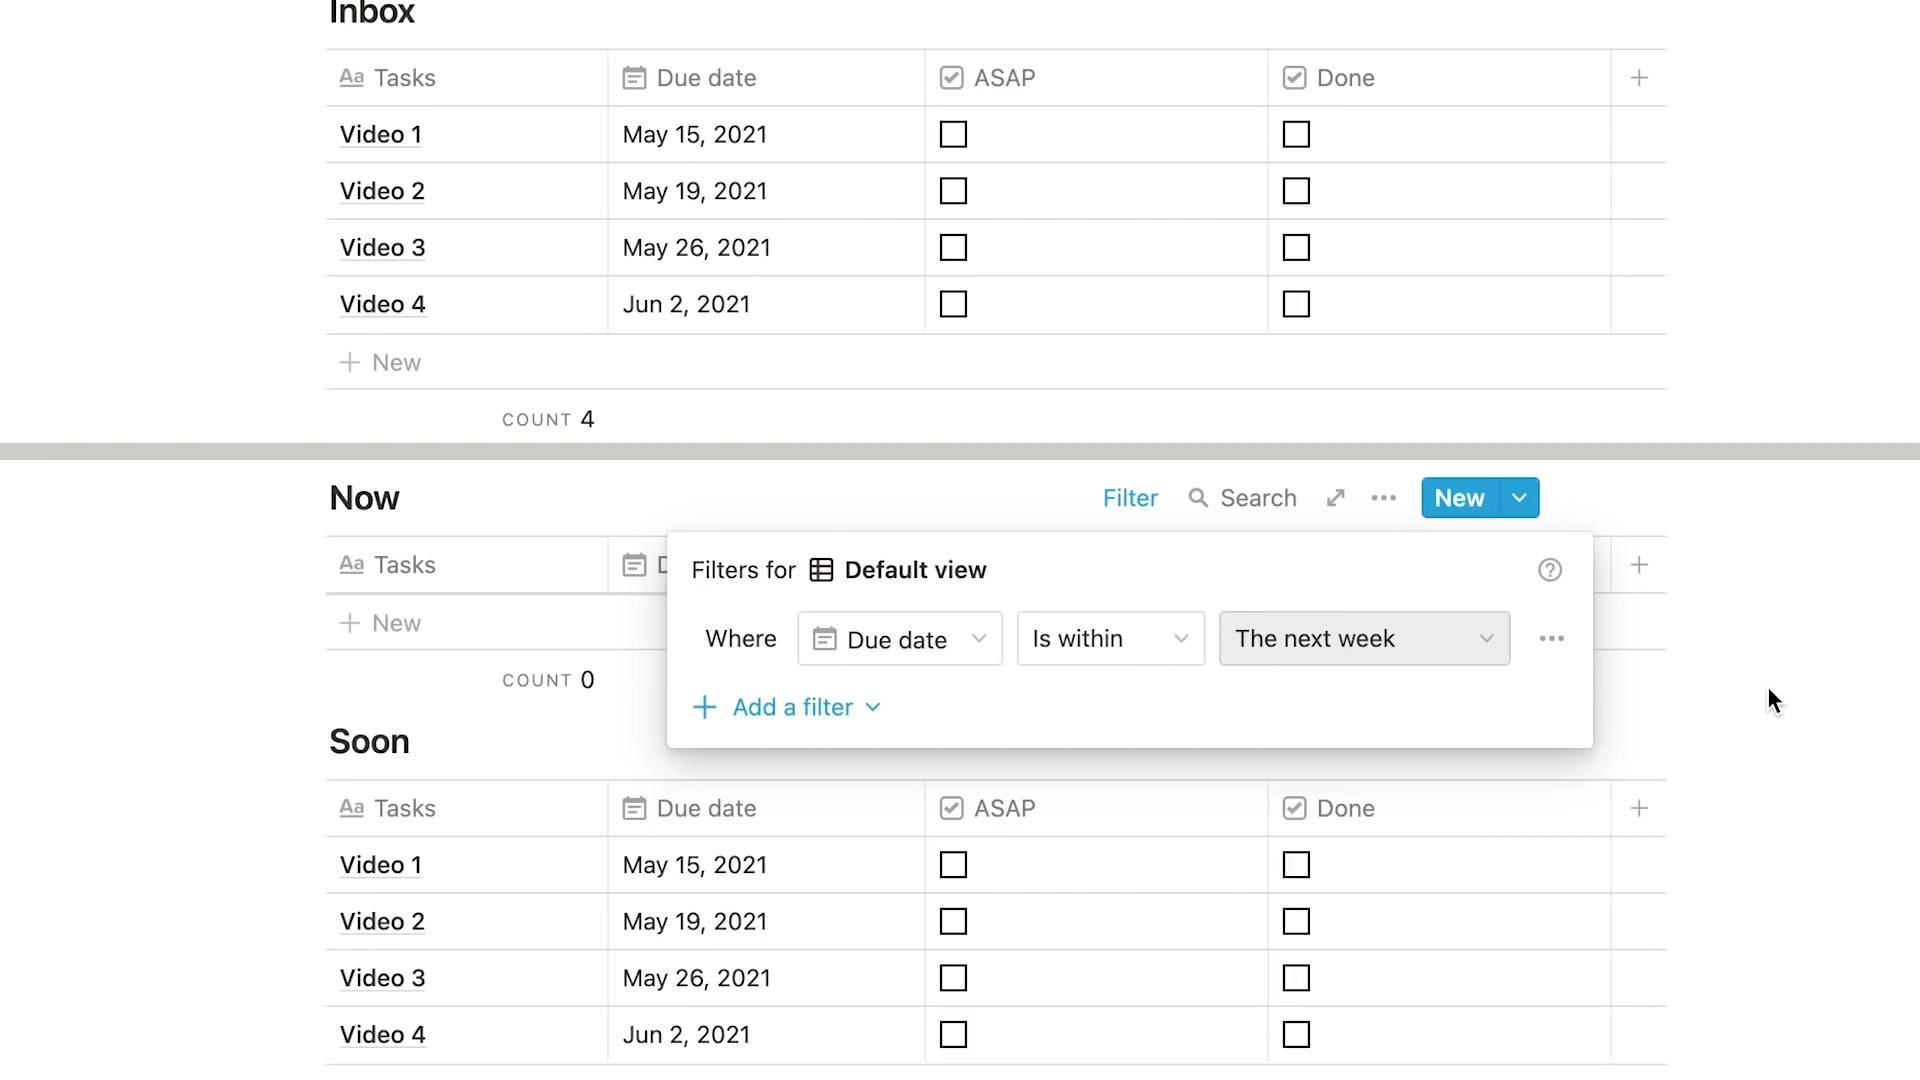 Inbox
Aa Tasks Due date ASAP Done
Video 1 May 15, 2021
Video 2 May 19, 2021
Video 3 May 26, 2021
Video 4 Jun 2, 2021
+ New
COUNT 4
Now Filter Search New
Aa Tasks D
Filters for Default view
Where Due date Is within The next week
+ New
COUNT 0
+ Add a filter
Soon
Aa Tasks Due date ASAP Done
Video 1 May 15, 2021
Video 2 May 19, 2021
Video 3 May 26, 2021
Video 4 Jun 2, 2021